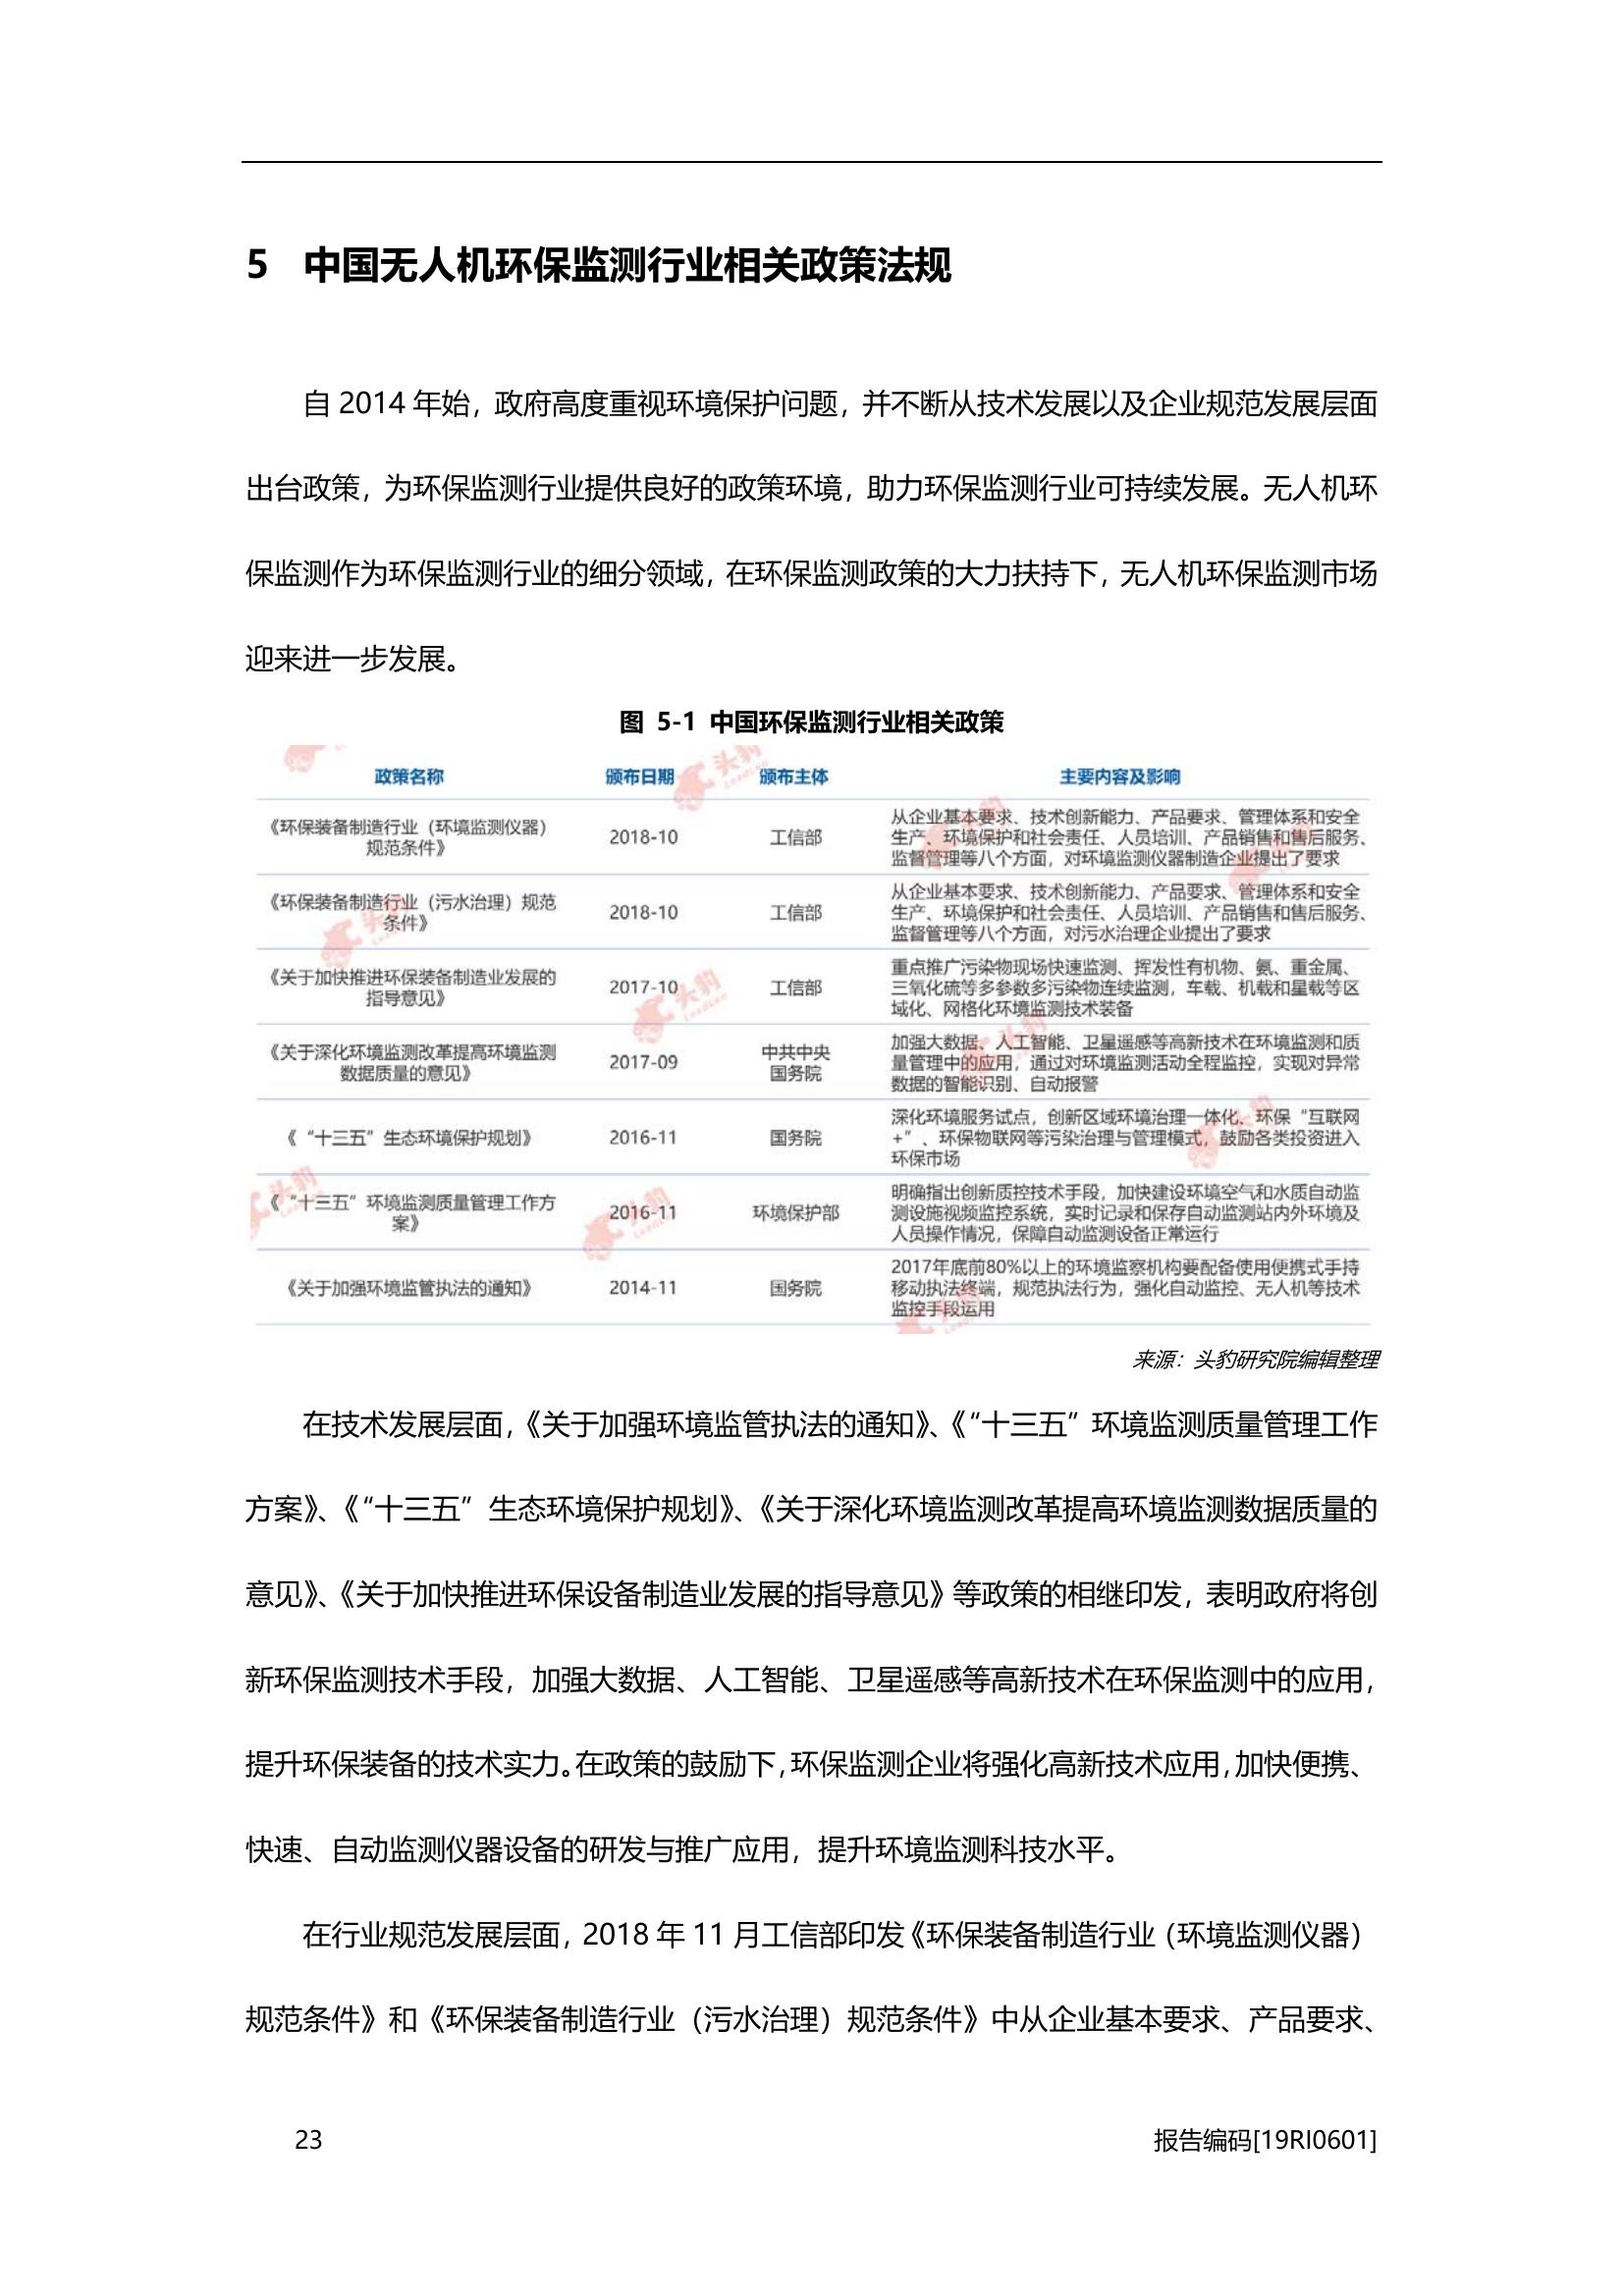 5 中国无人机环保监测行业相关政策法规
自 2014 年始，政府高度重视环境保护问题，并不断从技术发展以及企业规范发展层面
出台政策，为环保监测行业提供良好的政策环境，助力环保监测行业可持续发展。无人机环
保监测作为环保监测行业的细分领域，在环保监测政策的大力扶持下，无人机环保监测市场
迎来进一步发展。
图 5-1 中国环保监测行业相关政策
政策名称 颁布日期 颁布主体 主要内容及影响
《环保装备制造行业（环境监测仪器）
规范条件》
2018-10
工信部
从企业基本要求、技术创新能力、产品要求、管理体系和安全
生产、环境保护和社会责任、人员培训、产品销售和售后服务、
监督管理等八个方面，对环境监测仪器制造企业提出了要求
《环保装备制造行业（污水治理）规范
条件》
2018-10
工信部
从企业基本要求、技术创新能力、产品要求、管理体系和安全
生产、环境保护和社会责任、人员培训、产品销售和售后服务、
监督管理等八个方面，对污水治理企业提出了要求
《关于加快推进环保装备制造业发展的
指导意见》
2017-10
工信部
重点推广污染物现场快速监测、挥发性有机物、氨、重金属、
三氧化硫等多参数多污染物连续监测，车载、机载和星载等区
域化、网格化环境监测技术装备
《关于深化环境监测改革提高环境监测
数据质量的意见》
2017-09
中共中央
国务院
加强大数据、人工智能、卫星遥感等高新技术在环境监测和质
量管理中的应用，通过对环境监测活动全程监控，实现对异常
数据的智能识别、自动报警
《“十三五”生态环境保护规划》
2016-11
国务院
深化环境服务试点，创新区域环境治理一体化、环保“互联网
+”、环保物联网等污染治理与管理模式，鼓励各类投资进入
环保市场
《“十三五”环境监测质量管理工作方
案》
2016-11
环境保护部
明确指出创新质控技术手段，加快建设环境空气和水质自动监
测设施视频监控系统，实时记录和保存自动监测站内外环境及
人员操作情况，保障自动监测设备正常运行
《关于加强环境监管执法的通知》
2014-11
国务院
2017年底前80%以上的环境监察机构要配备使用便携式手持
移动执法终端，规范执法行为，强化自动监控、无人机等技术
监控手段运用
来源：头豹研究院编辑整理
在技术发展层面，《关于加强环境监管执法的通知》、《“十三五”环境监测质量管理工作
方案》、《“十三五”生态环境保护规划》、《关于深化环境监测改革提高环境监测数据质量的
意见》、《关于加快推进环保设备制造业发展的指导意见》等政策的相继印发，表明政府将创
新环保监测技术手段，加强大数据、人工智能、卫星遥感等高新技术在环保监测中的应用，
提升环保装备的技术实力。在政策的鼓励下，环保监测企业将强化高新技术应用，加快便携、
快速、自动监测仪器设备的研发与推广应用，提升环境监测科技水平。
在行业规范发展层面，2018 年 11 月工信部印发《环保装备制造行业（环境监测仪器）
规范条件》和《环保装备制造行业（污水治理）规范条件》中从企业基本要求、产品要求、
23 报告编码[19RI0601]